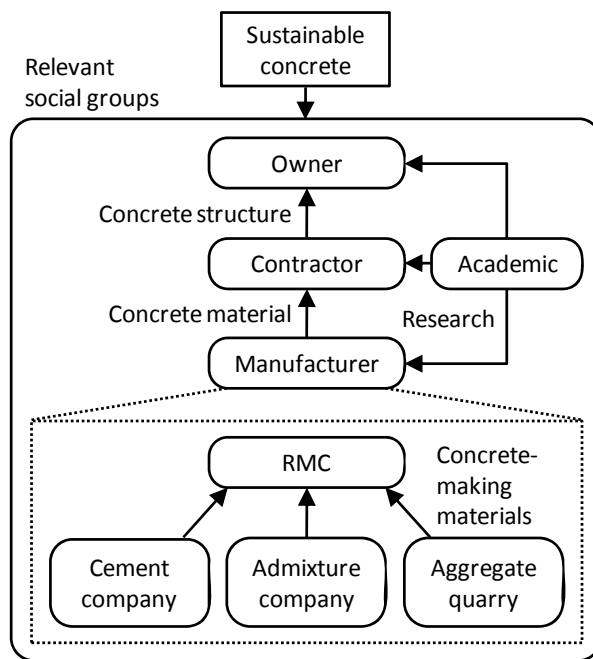 Sustainable
concrete
Relevant
social groups
Owner
Concrete structure
Contractor
Academic
Concrete material
Research
Manufacturer
RMC
Concrete-
making
materials
Cement
company
Admixture
company
Aggregate
quarry